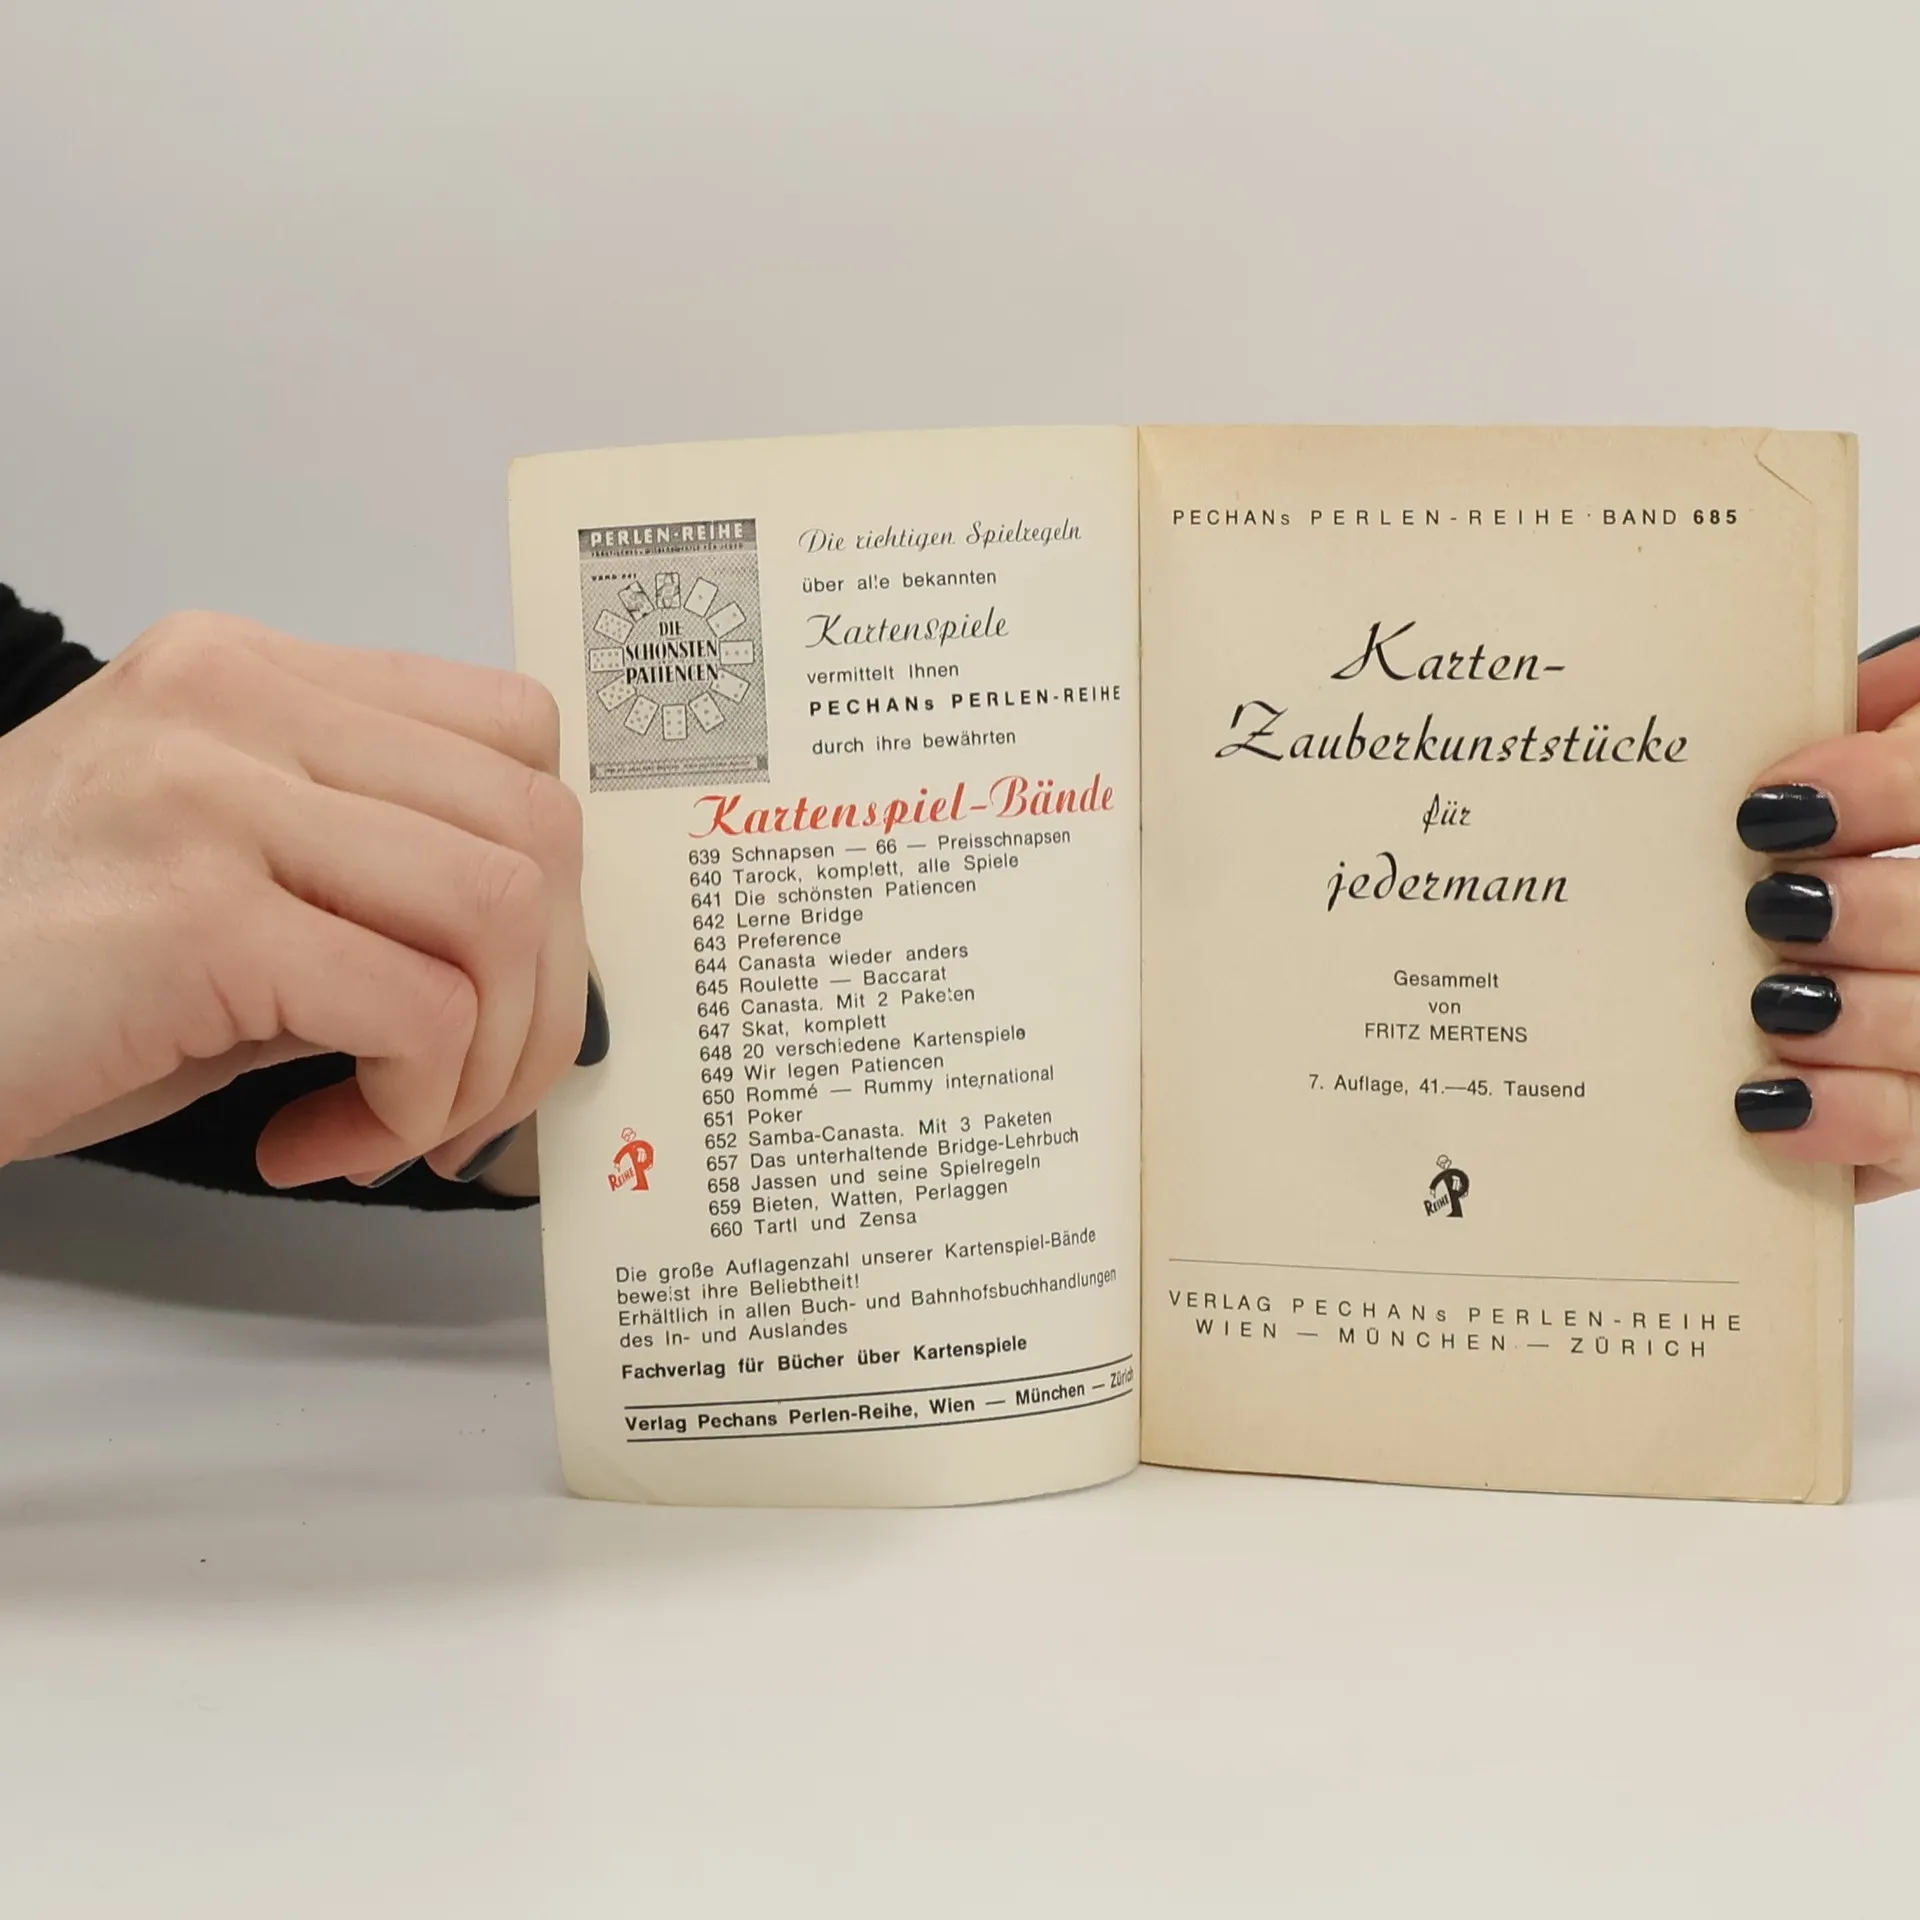 PERLEN-REIHE
DIE
SCHÖNSTEN
PATIENCEN
Die richtigen Spielregeln
über alle bekannten
Kartenspiele
vermittelt Ihnen
PECHANs PERLEN-REIHE
durch ihre bewährten
Kartenspiel-Bände
639 Schnapsen — 66 — Preisschnapsen
640 Tarock, komplett, alle Spiele
641 Die schönsten Patiencen
642 Lerne Bridge
643 Preference
644 Canasta wieder anders
645 Roulette — Baccarat
646 Canasta. Mit 2 Paketen
647 Skat, komplett
648 20 verschiedene Kartenspiele
649 Wir legen Patiencen
650 Rommé — Rummy international
651 Poker
652 Samba-Canasta. Mit 3 Paketen
657 Das unterhaltende Bridge-Lehrbuch
658 Jassen und seine Spielregeln
659 Bieten, Watten, Perlaggen
660 Tartl und Zensa
REIHE P
Die große Auflagenzahl unserer Kartenspiel-Bände
beweist ihre Beliebtheit!
Erhältlich in allen Buch- und Bahnhofsbuchhandlungen
des In- und Auslandes
Fachverlag für Bücher über Kartenspiele
Verlag Pechans Perlen-Reihe, Wien — München — Zürich
PECHANs PERLEN-REIHE · BAND 685
Karten-
Zauberkunststücke
für
jedermann
Gesammelt
von
FRITZ MERTENS
7. Auflage, 41.—45. Tausend
REIHE P
VERLAG PECHANs PERLEN-REIHE
WIEN — MÜNCHEN — ZÜRICH